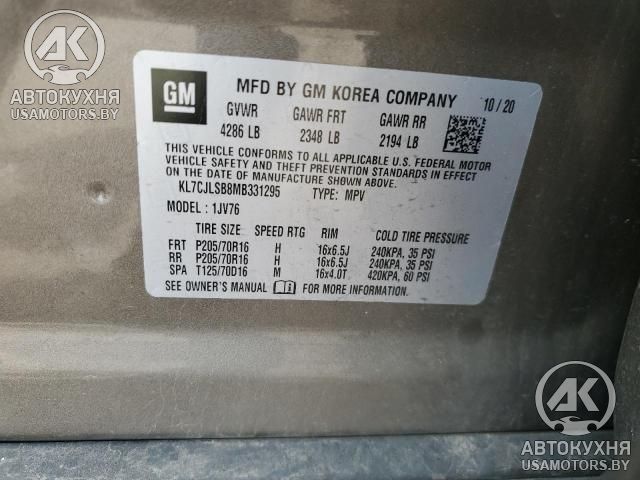 AK
АВТОКУХНЯ
USAMOTORS.BY
GM
MFD BY GM KOREA COMPANY 10 / 20
GVWR GAWR FRT GAWR RR
4286 LB 2348 LB 2194 LB
THIS VEHICLE CONFORMS TO ALL APPLICABLE U.S. FEDERAL MOTOR
VEHICLE SAFETY AND THEFT PREVENTION STANDARDS IN EFFECT
ON THE DATE OF MANUFACTURE SHOWN ABOVE.
KL7CJLSB8MB331295 TYPE: MPV
MODEL : 1JV76
TIRE SIZE SPEED RTG RIM COLD TIRE PRESSURE
FRT P205/70R16 H 16x6.5J 240KPA, 35 PSI
RR P205/70R16 H 16x6.5J 240KPA, 35 PSI
SPA T125/70D16 M 16x4.0T 420KPA, 60 PSI
SEE OWNER'S MANUAL FOR MORE INFORMATION
AK
АВТОКУХНЯ
USAMOTORS.BY